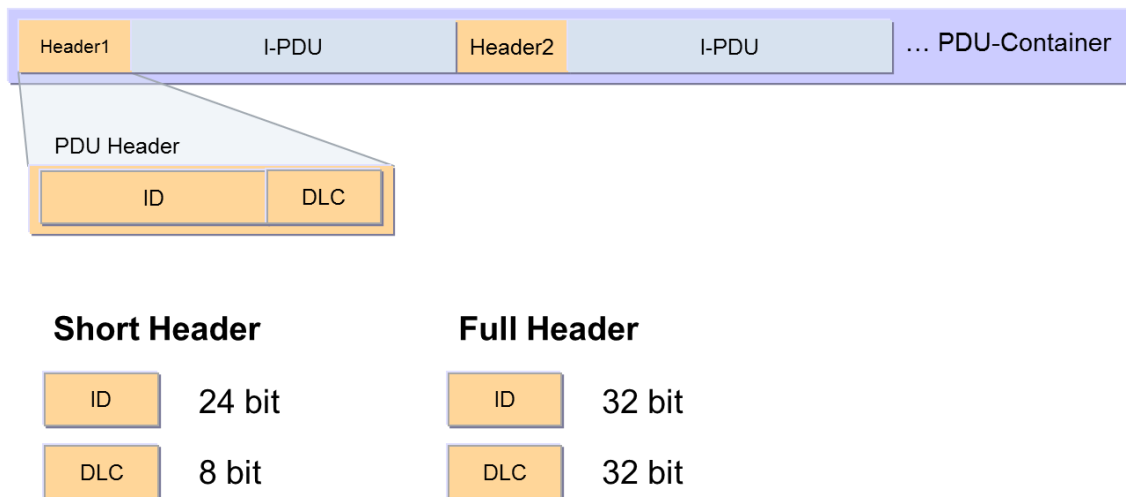 Header1 I-PDU Header2 I-PDU … PDU-Container
PDU Header
ID DLC
Short Header Full Header
ID 24 bit ID 32 bit
DLC 8 bit DLC 32 bit